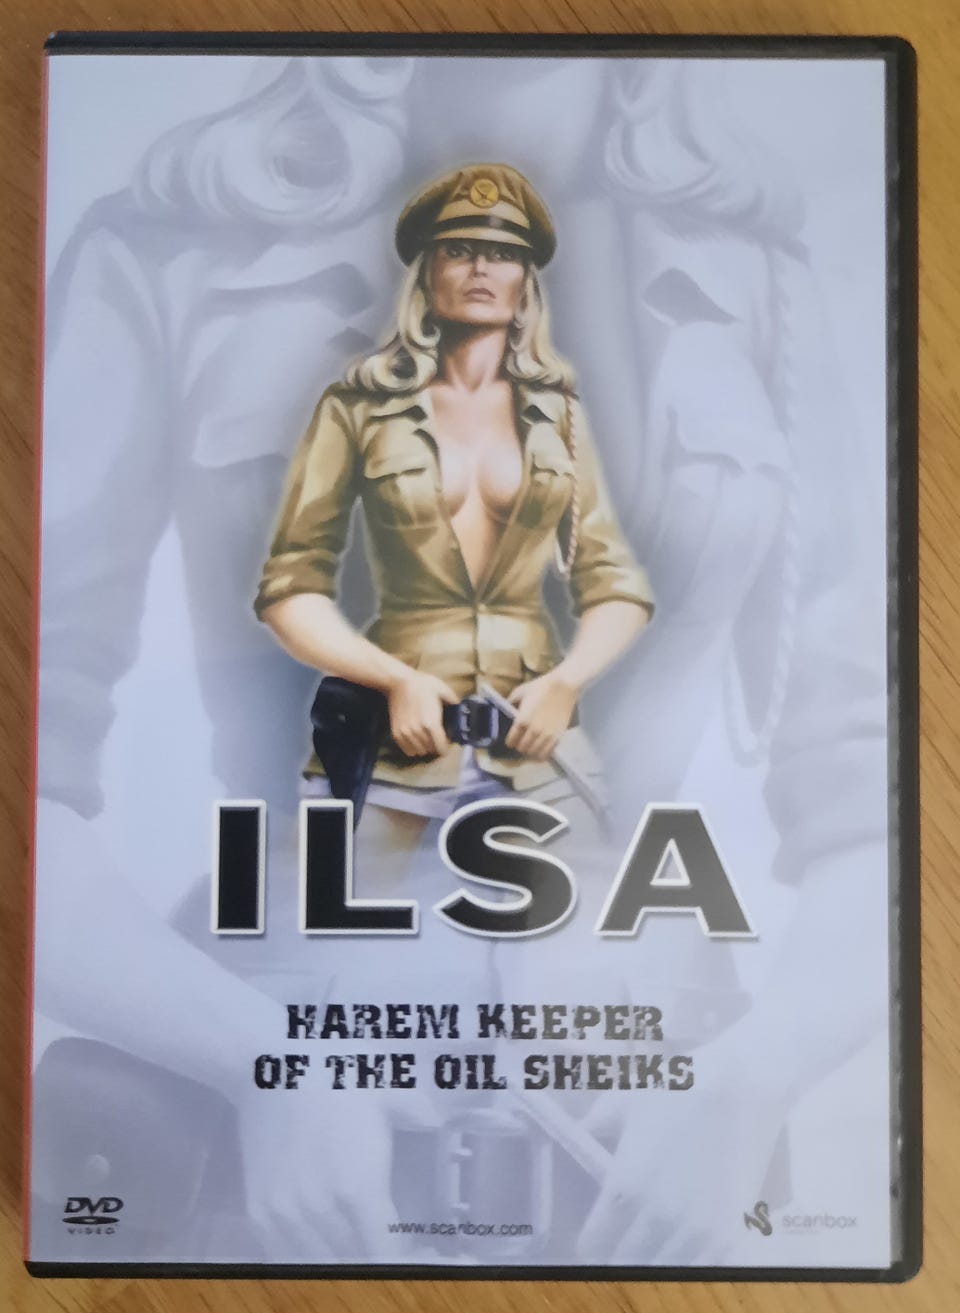 ILSA
HAREM KEEPER
OF THE OIL SHEIKS
DVD
VIDEO
www.scanbox.com
scanbox